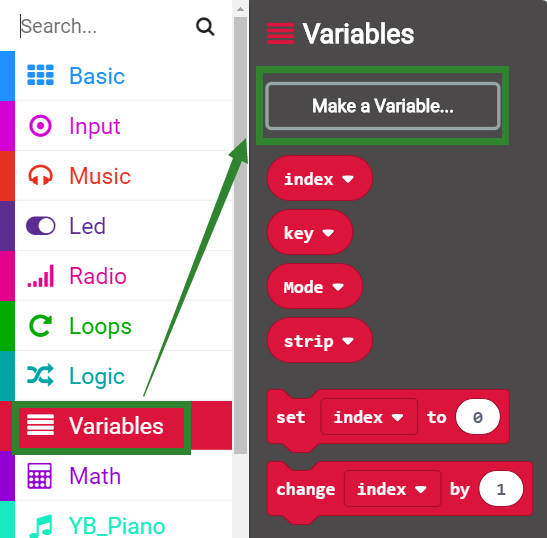 Search...
Basic
Input
Music
Led
Radio
Loops
Logic
Variables
Math
YB_Piano
Variables
Make a Variable...
index
key
Mode
strip
set index to 0
change index by 1